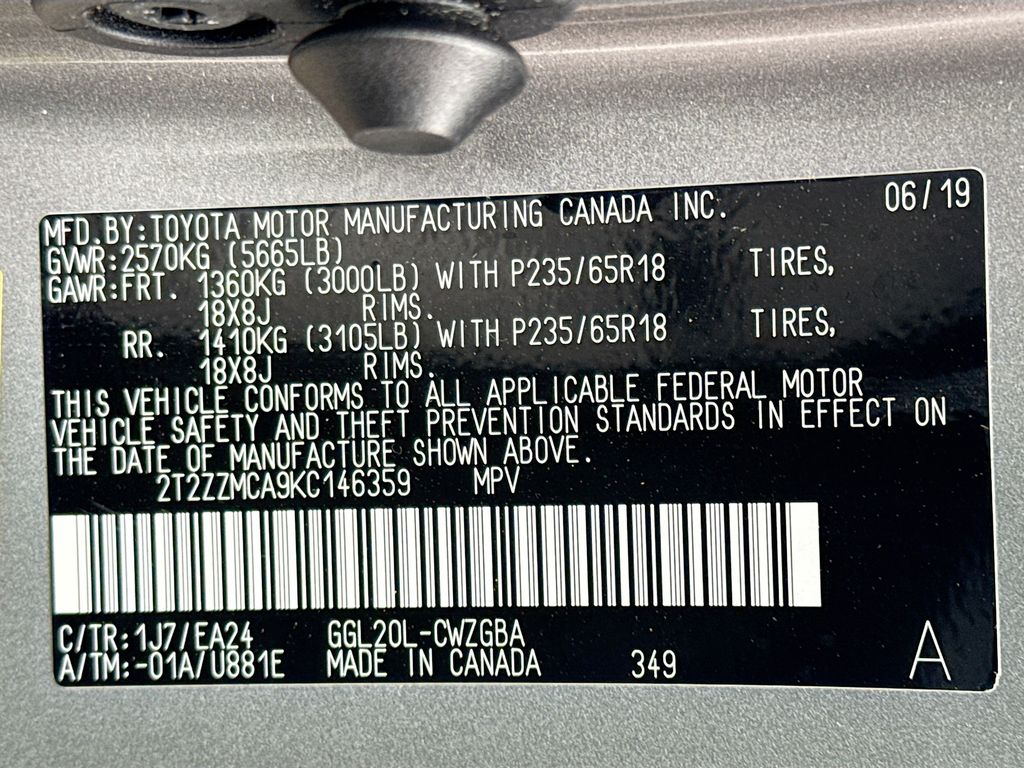 MFD.BY:TOYOTA MOTOR MANUFACTURING CANADA INC. 06/19
GVWR:2570KG (5665LB)
GAWR:FRT. 1360KG (3000LB) WITH P235/65R18 TIRES,
18X8J RIMS.
RR. 1410KG (3105LB) WITH P235/65R18 TIRES,
18X8J RIMS.
THIS VEHICLE CONFORMS TO ALL APPLICABLE FEDERAL MOTOR
VEHICLE SAFETY AND THEFT PREVENTION STANDARDS IN EFFECT ON
THE DATE OF MANUFACTURE SHOWN ABOVE.
2T2ZZMCA9KC146359 MPV
C/TR:1J7/EA24 GGL20L-CWZGBA
A/TM:-01A/U881E MADE IN CANADA 349 A